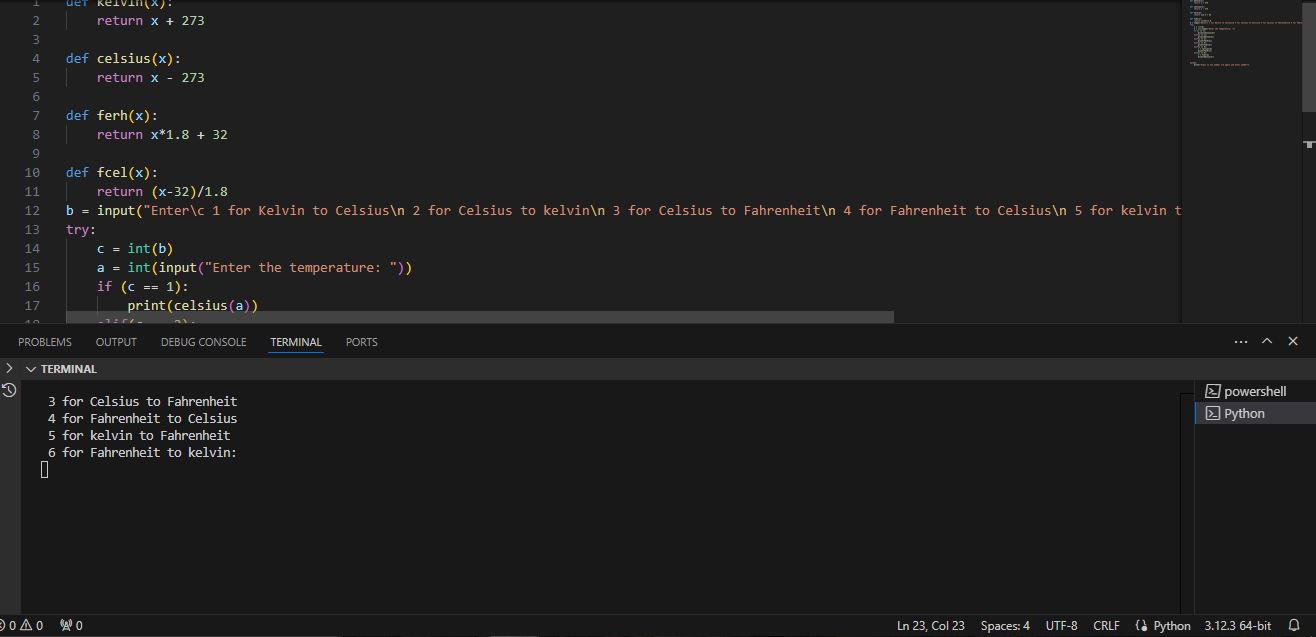 1 def kelvin(x):
2 return x + 273
3
4 def celsius(x):
5 return x - 273
6
7 def ferh(x):
8 return x*1.8 + 32
9
10 def fcel(x):
11 return (x-32)/1.8
12 b = input("Enter\c 1 for Kelvin to Celsius\n 2 for Celsius to kelvin\n 3 for Celsius to Fahrenheit\n 4 for Fahrenheit to Celsius\n 5 for kelvin t
13 try:
14 c = int(b)
15 a = int(input("Enter the temperature: "))
16 if (c == 1):
17 print(celsius(a))
PROBLEMS OUTPUT DEBUG CONSOLE TERMINAL PORTS
TERMINAL
3 for Celsius to Fahrenheit
4 for Fahrenheit to Celsius
5 for kelvin to Fahrenheit
6 for Fahrenheit to kelvin:
powershell
Python
0 0 0 Ln 23, Col 23 Spaces: 4 UTF-8 CRLF Python 3.12.3 64-bit